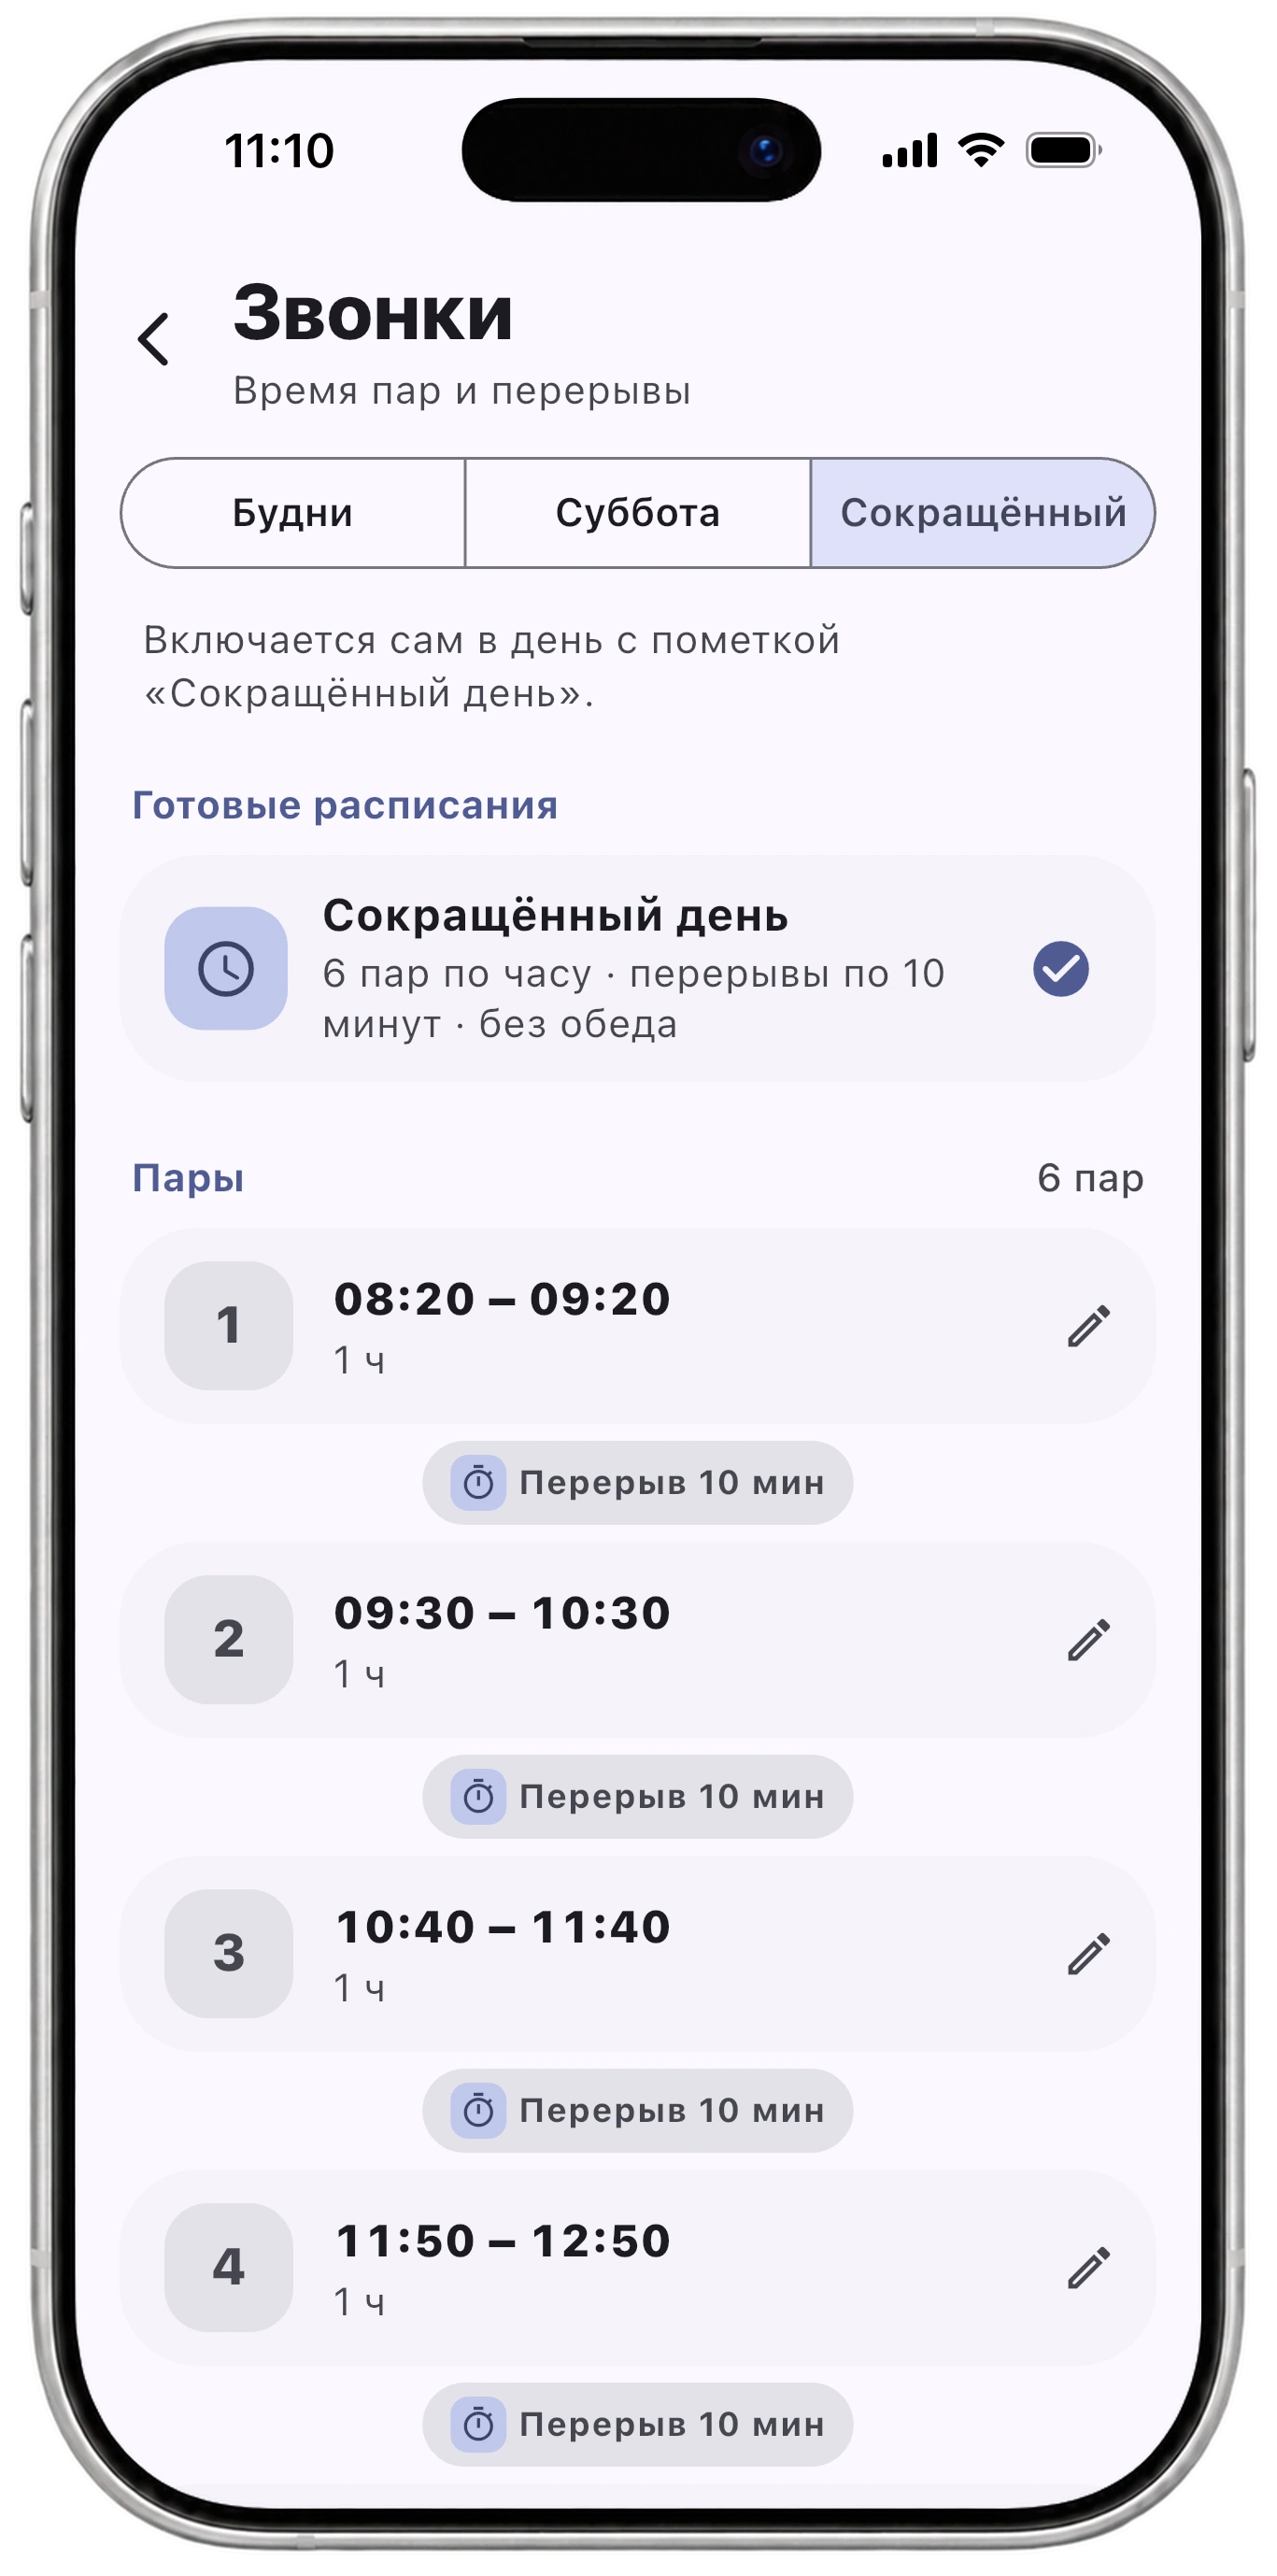 11:10
Звонки
Время пар и перерывы
Будни
Суббота
Сокращённый
Включается сам в день с пометкой
«Сокращённый день».
Готовые расписания
Сокращённый день
6 пар по часу · перерывы по 10
минут · без обеда
Пары
6 пар
1
08:20 – 09:20
1 ч
Перерыв 10 мин
2
09:30 – 10:30
1 ч
Перерыв 10 мин
3
10:40 – 11:40
1 ч
Перерыв 10 мин
4
11:50 – 12:50
1 ч
Перерыв 10 мин